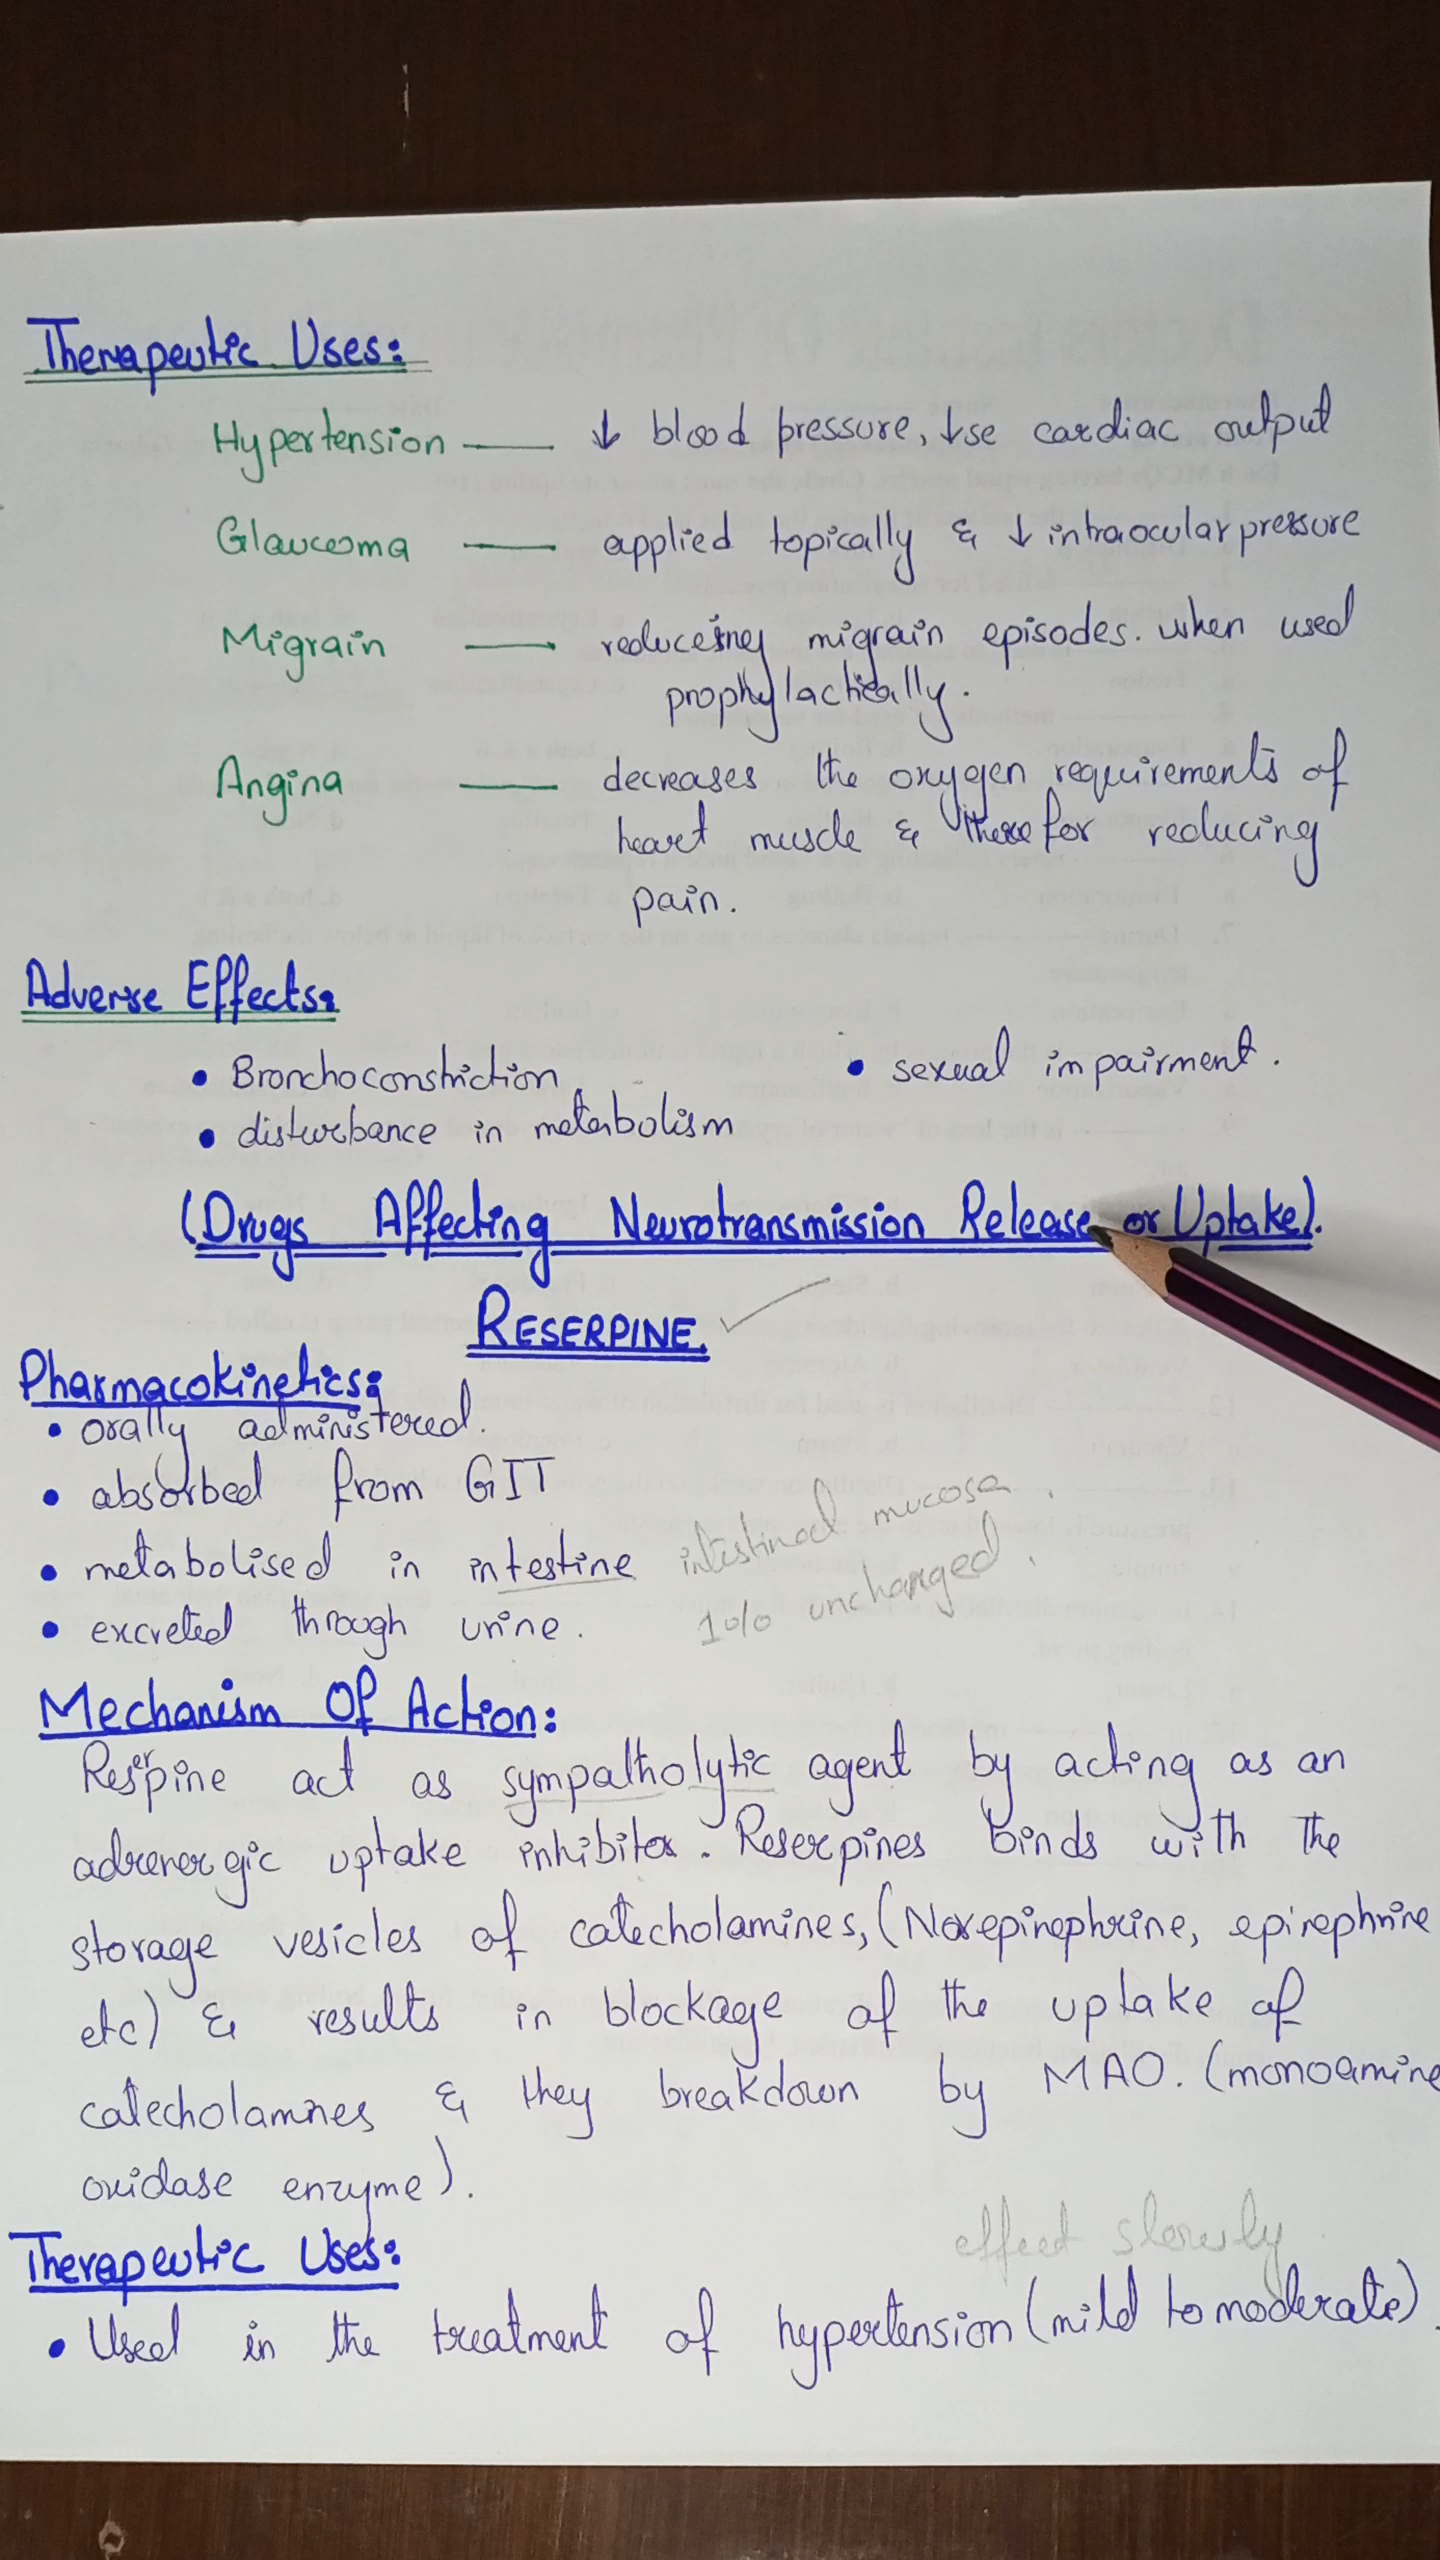 Therapeutic Uses:
Hypertension — ↓ blood pressure, ↓se cardiac output
Glaucoma — applied topically & ↓ intraocular pressure
Migrain — reduceing migrain episodes. when used
prophylactically.
Angina — decreases the oxygen requirements of
heart muscle & therefor reducing
pain.
Adverse Effects:
• Bronchoconstriction • sexual impairment.
• disturbance in metabolism
(Drugs Affecting Neurotransmission Release or Uptake).
RESERPINE.
Pharmacokinetics:
• orally administered.
• absorbed from GIT
• metabolised in intestine intestinal mucosa.
• excreted through urine. 1% unchanged.
Mechanism Of Action:
Reserpine act as sympatholytic agent by acting as an
adrenergic uptake inhibitor. Reserpines binds with the
storage vesicles of catecholamines, (Norepinephrine, epinephrine
etc) & results in blockage of the uptake of
catecholamnes & they breakdown by MAO. (monoamine
oxidase enzyme).
effect slowly.
Therapeutic Uses:
• Used in the treatment of hypertension (mild to moderate).